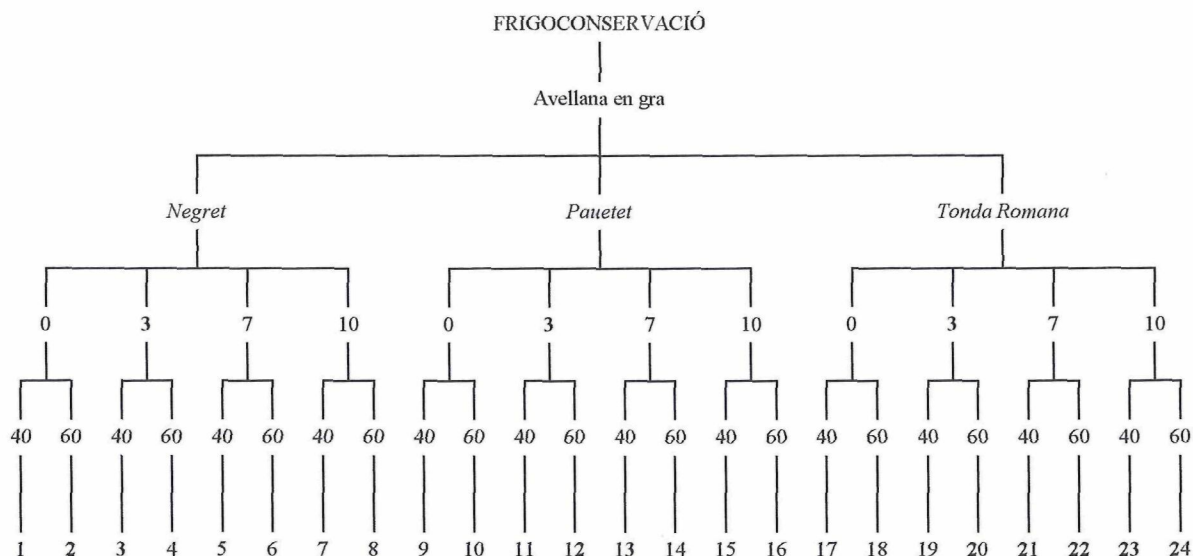 FRIGOCONSERVACIÓ
Avellana en gra
Negret Pauetet Tonda Romana
0 3 7 10 0 3 7 10 0 3 7 10
40 60 40 60 40 60 40 60 40 60 40 60 40 60 40 60 40 60 40 60 40 60 40 60
1 2 3 4 5 6 7 8 9 10 11 12 13 14 15 16 17 18 19 20 21 22 23 24